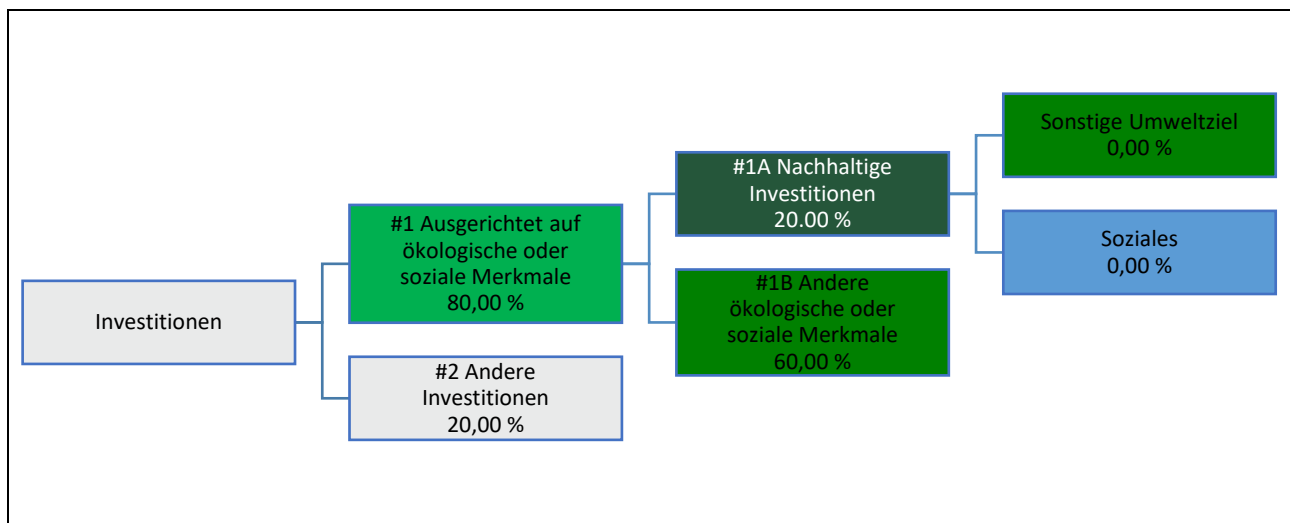 Investitionen
#1 Ausgerichtet auf
ökologische oder
soziale Merkmale
80,00 %
#2 Andere
Investitionen
20,00 %
#1A Nachhaltige
Investitionen
20.00 %
#1B Andere
ökologische oder
soziale Merkmale
60,00 %
Sonstige Umweltziel
0,00 %
Soziales
0,00 %